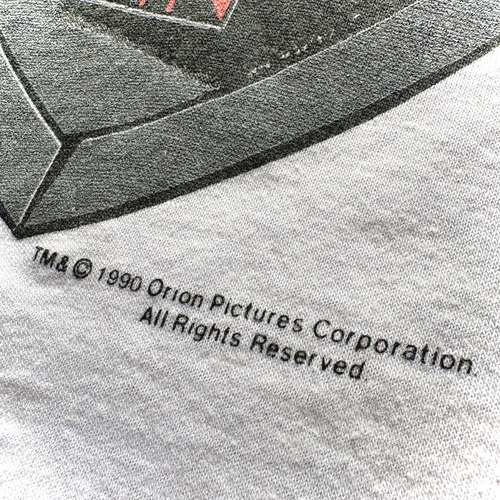 TM & © 1990 Orion Pictures Corporation.
All Rights Reserved.